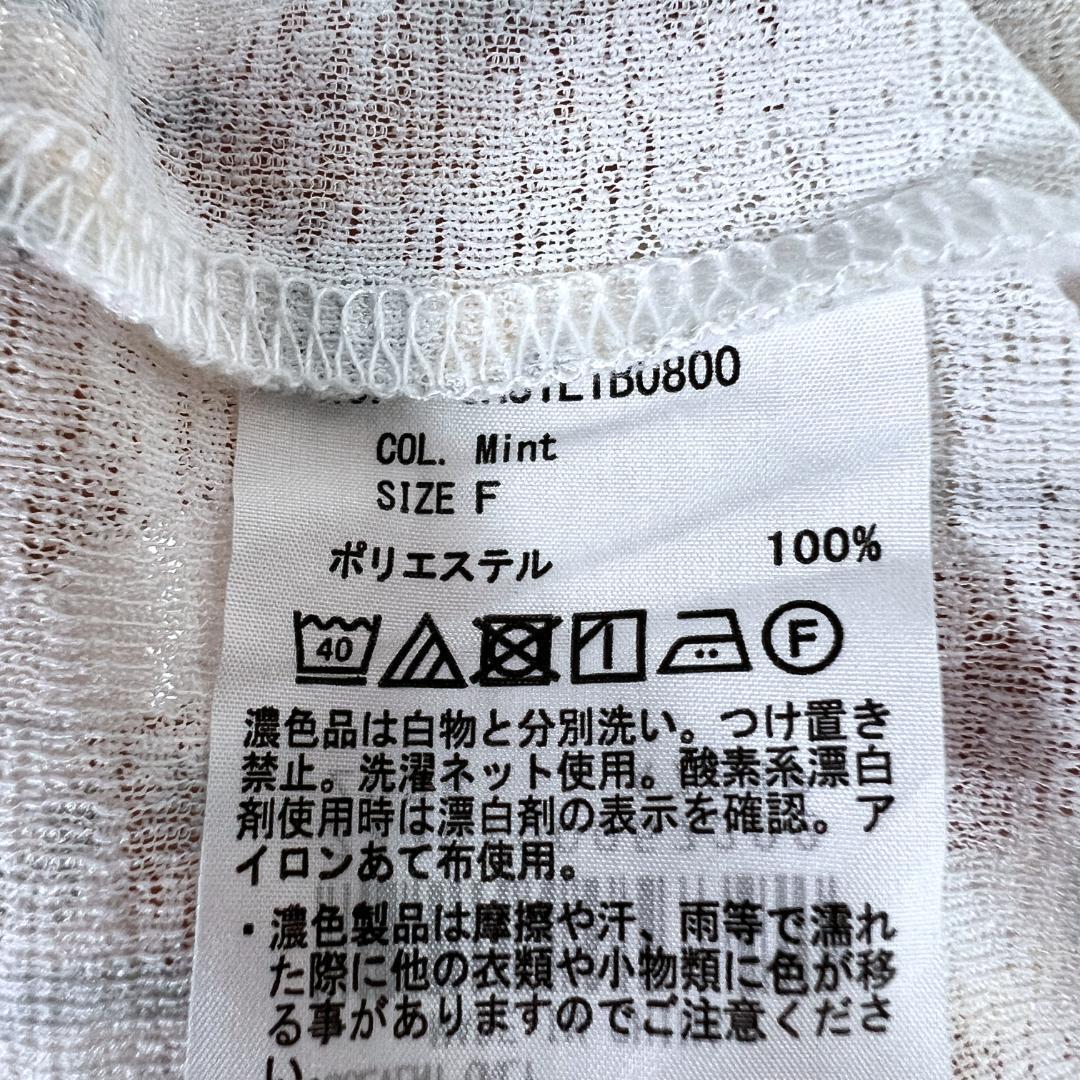 COL. Mint
SIZE F
ポリエステル 100%
40 F
濃色品は白物と分別洗い。つけ置き
禁止。洗濯ネット使用。酸素系漂白
剤使用時は漂白剤の表示を確認。ア
イロンあて布使用。
・濃色製品は摩擦や汗、雨等で濡れ
た際に他の衣類や小物類に色が移
る事がありますのでご注意くださ
い。